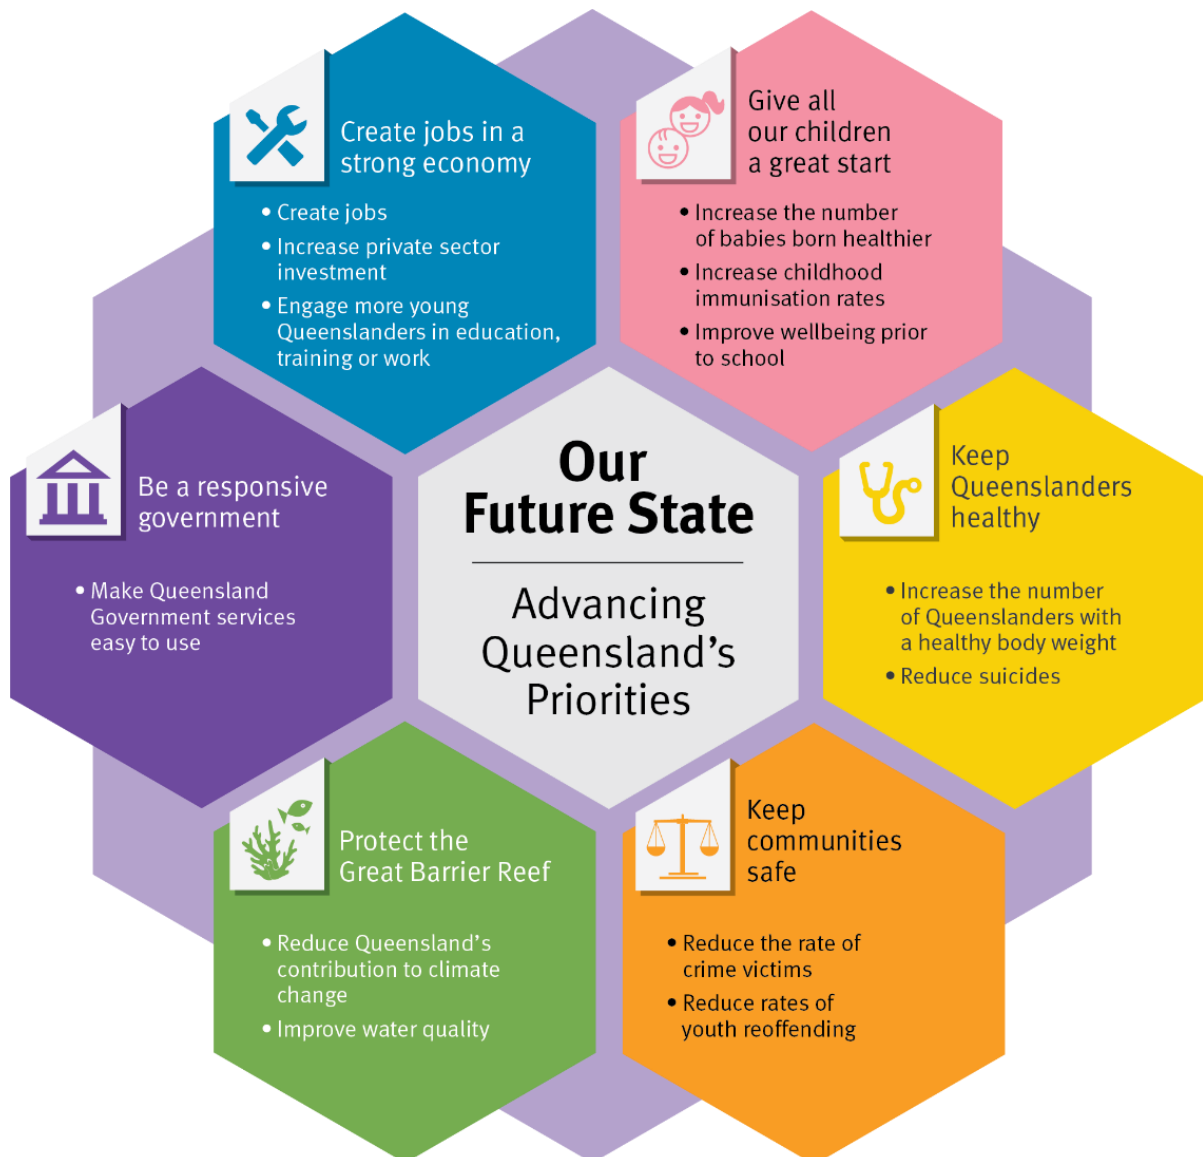 Our
Future State
Advancing
Queensland's
Priorities
Create jobs in a
strong economy
• Create jobs
• Increase private sector
investment
• Engage more young
Queenslanders in education,
training or work
Give all
our children
a great start
• Increase the number
of babies born healthier
• Increase childhood
immunisation rates
• Improve wellbeing prior
to school
Keep
Queenslanders
healthy
• Increase the number
of Queenslanders with
a healthy body weight
• Reduce suicides
Keep
communities
safe
• Reduce the rate of
crime victims
• Reduce rates of
youth reoffending
Protect the
Great Barrier Reef
• Reduce Queensland's
contribution to climate
change
• Improve water quality
Be a responsive
government
• Make Queensland
Government services
easy to use